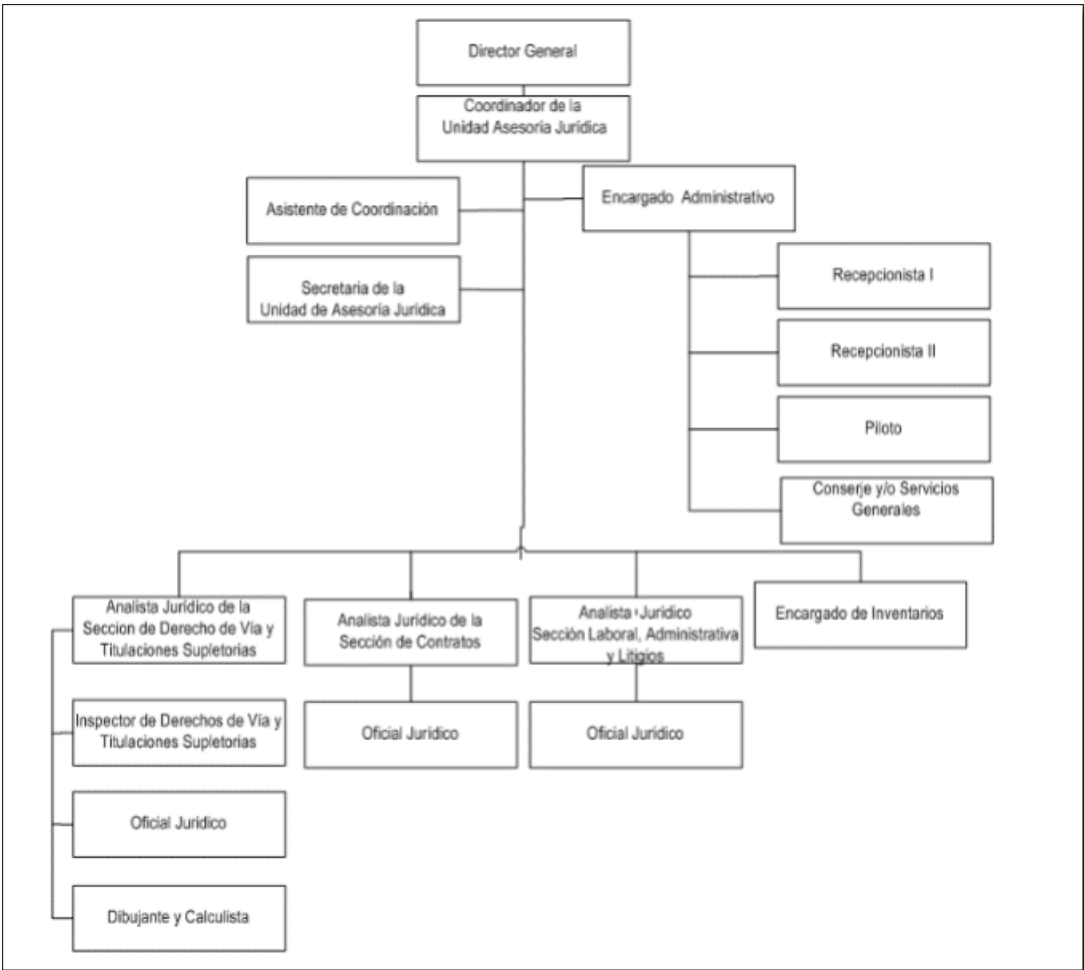 Director General
Coordinador de la
Unidad Asesoría Jurídica
Asistente de Coordinación
Encargado Administrativo
Secretaria de la
Unidad de Asesoría Jurídica
Recepcionista I
Recepcionista II
Piloto
Conserje y/o Servicios
Generales
Analista Jurídico de la
Seccion de Derecho de Vía y
Titulaciones Supletorias
Analista Jurídico de la
Sección de Contratos
Analista Jurídico
Sección Laboral, Administrativa
y Litigios
Encargado de Inventarios
Inspector de Derechos de Vía y
Titulaciones Supletorias
Oficial Jurídico
Oficial Jurídico
Oficial Jurídico
Dibujante y Calculista